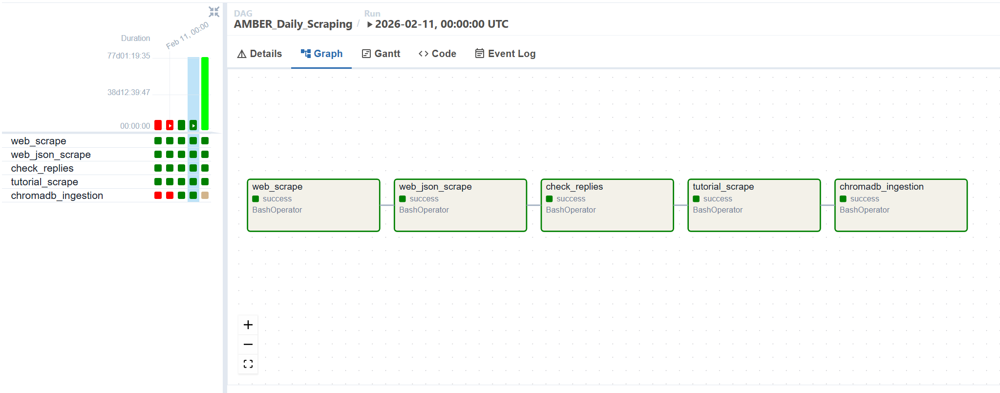 Duration
Feb 11, 00:00
77d01:19:35
38d12:39:47
00:00:00
web_scrape
web_json_scrape
check_replies
tutorial_scrape
chromadb_ingestion
DAG
AMBER_Daily_Scraping
/
Run
2026-02-11, 00:00:00 UTC
Details
Graph
Gantt
Code
Event Log
web_scrape
success
BashOperator
web_json_scrape
success
BashOperator
check_replies
success
BashOperator
tutorial_scrape
success
BashOperator
chromadb_ingestion
success
BashOperator